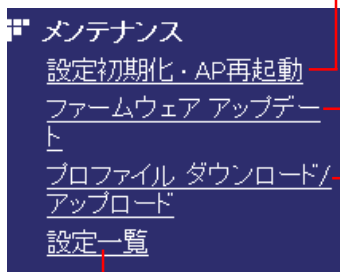 メンテナンス
設定初期化・AP再起動
ファームウェア アップデー
ト
プロファイル ダウンロード/
アップロード
設定一覧